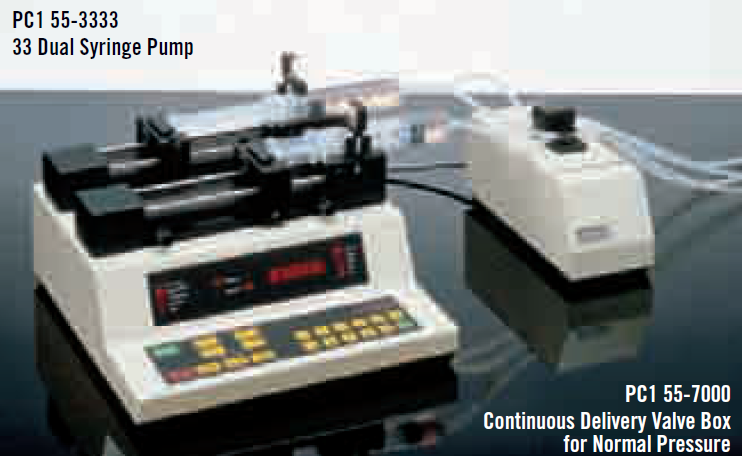 PC1 55-3333
33 Dual Syringe Pump
PC1 55-7000
Continuous Delivery Valve Box
for Normal Pressure